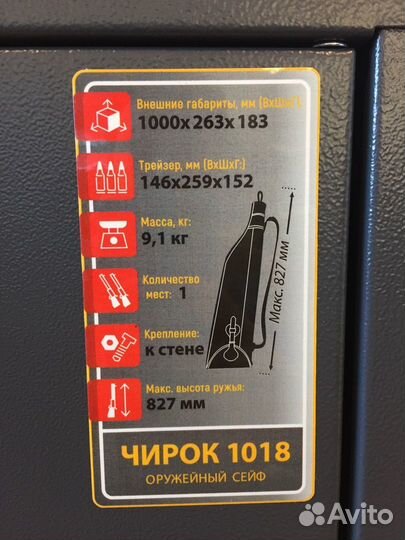 Внешние габариты, мм (ВхШхГ):
1000х263х183
Трейзер, мм (ВхШхГ:)
146х259х152
Масса, кг:
9,1 кг
Количество
мест: 1
Крепление:
к стене
Макс. высота ружья:
827 мм
Макс. 827 мм
ЧИРОК 1018
ОРУЖЕЙНЫЙ СЕЙФ
Avito